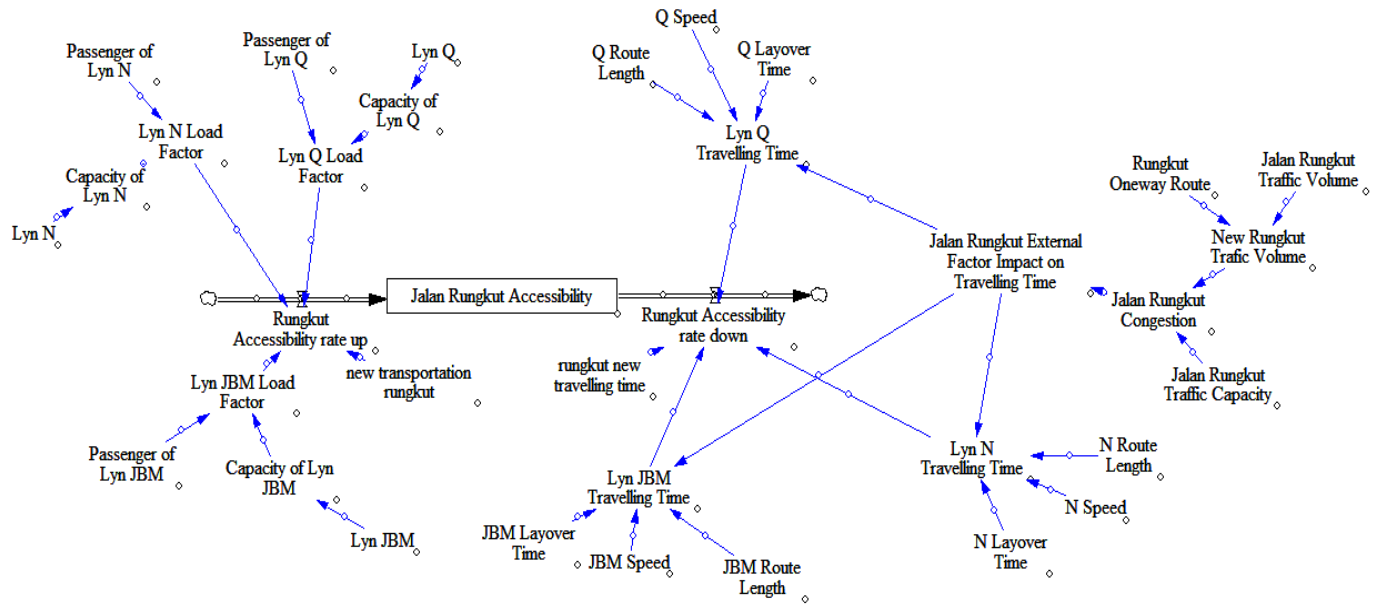 Passenger of
Lyn N
Passenger of
Lyn Q
Lyn Q
Capacity of
Lyn Q
Lyn N Load
Factor
Lyn Q Load
Factor
Capacity of
Lyn N
Lyn N
Q Speed
Q Route
Length
Q Layover
Time
Lyn Q
Travelling Time
Rungkut
Oneway Route
Jalan Rungkut
Traffic Volume
New Rungkut
Trafic Volume
Jalan Rungkut External
Factor Impact on
Travelling Time
Jalan Rungkut
Congestion
Jalan Rungkut
Traffic Capacity
Jalan Rungkut Accessibility
Rungkut
Accessibility rate up
Rungkut Accessibility
rate down
new transportation
rungkut
rungkut new
travelling time
Lyn JBM Load
Factor
Passenger of
Lyn JBM
Capacity of Lyn
JBM
Lyn JBM
Lyn JBM
Travelling Time
JBM Layover
Time
JBM Speed
JBM Route
Length
Lyn N
Travelling Time
N Route
Length
N Speed
N Layover
Time